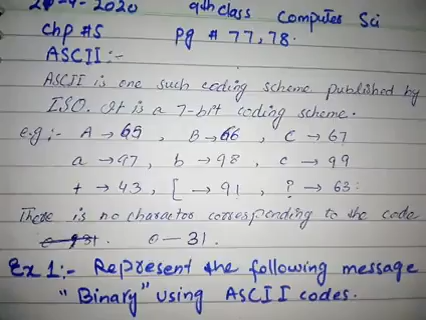 -4-2020 9th class Computer Sci
Chp #5 Pg # 77,78.
ASCII:-
ASCII is one such coding scheme published by
ISO. It is a 7-bit coding scheme.
e.g:- A → 65, B → 66, C → 67
a → 97, b → 98, c → 99
+ → 43, [ → 91, ? → 63:
There is no charactor corresponding to the code
0 — 31.
Ex 1:- Represent the following message
"Binary" using ASCII codes.